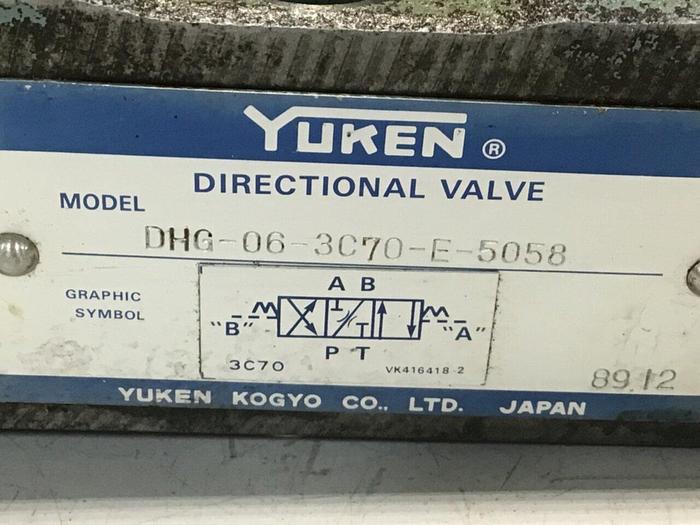 YUKEN ®
DIRECTIONAL VALVE
MODEL DHG-06-3C70-E-5058
GRAPHIC SYMBOL
A B
"B" "A"
P T
3C70 VK416418-2
89.12
YUKEN KOGYO CO., LTD. JAPAN